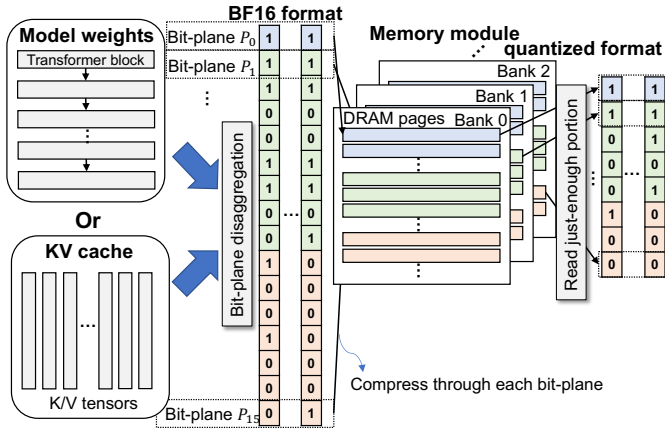 Model weights
Transformer block
Or
KV cache
K/V tensors
Bit-plane disaggregation
BF16 format
Bit-plane P0
Bit-plane P1
Bit-plane P15
1 1
1 1
1 1
0 0
0 0
1 1
1 1
0 0
0 1
1 0
1 0
1 0
0 0
0 0
0 0
0 1
Memory module
Bank 2
Bank 1
Bank 0
DRAM pages
Compress through each bit-plane
Read just-enough portion
quantized format
1 1
1 1
0 1
0 0
0 1
1 0
0 0
0 0